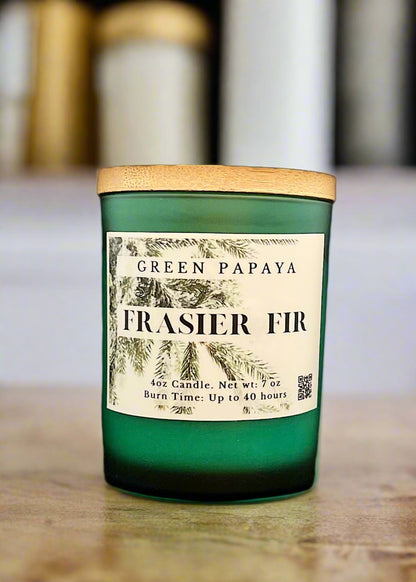 GREEN PAPAYA
FRASIER FIR
4oz Candle. Net wt: 7 oz
Burn Time: Up to 40 hours